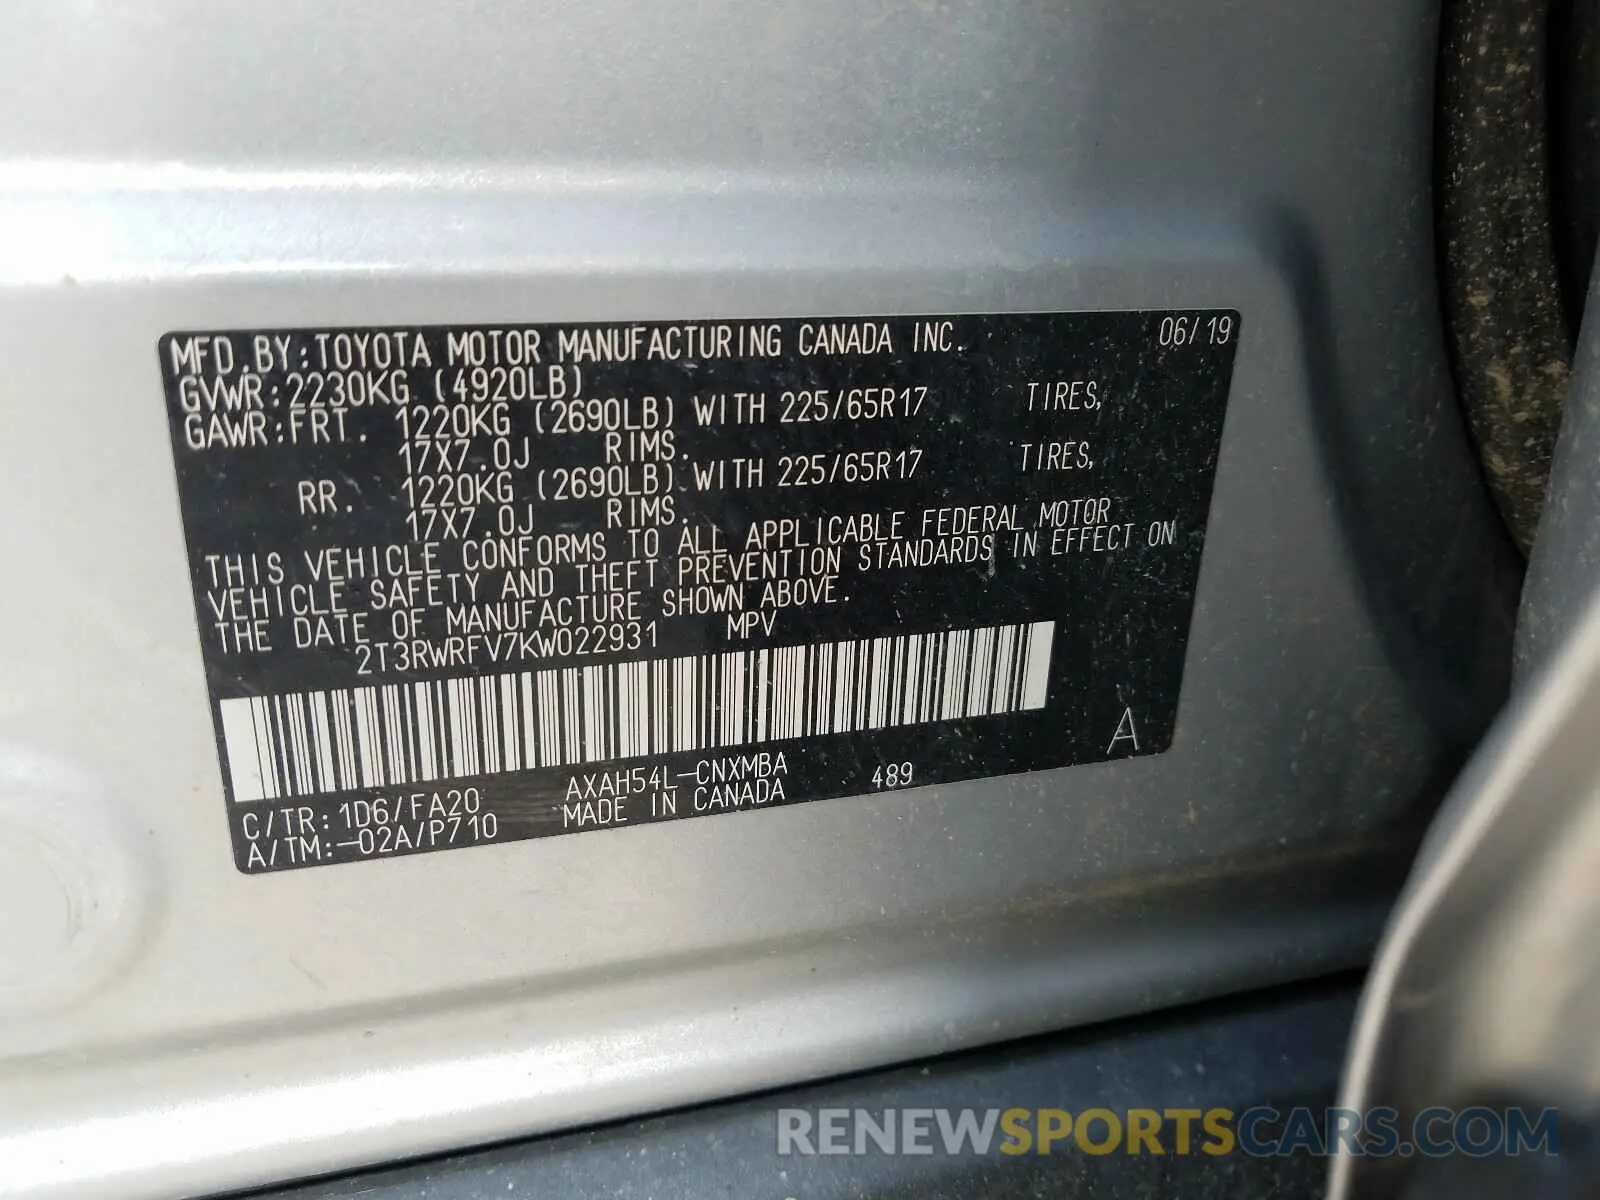 MFD.BY:TOYOTA MOTOR MANUFACTURING CANADA INC. 06/19
GVWR:2230KG (4920LB)
GAWR:FRT. 1220KG (2690LB) WITH 225/65R17 TIRES,
17X7.0J RIMS.
RR. 1220KG (2690LB) WITH 225/65R17 TIRES,
17X7.0J RIMS.
THIS VEHICLE CONFORMS TO ALL APPLICABLE FEDERAL MOTOR
VEHICLE SAFETY AND THEFT PREVENTION STANDARDS IN EFFECT ON
THE DATE OF MANUFACTURE SHOWN ABOVE.
2T3RWRFV7KW022931 MPV
A
C/TR:1D6/FA20 AXAH54L-CNXMBA 489
A/TM:-02A/P710 MADE IN CANADA
RENEWSPORTSCARS.COM